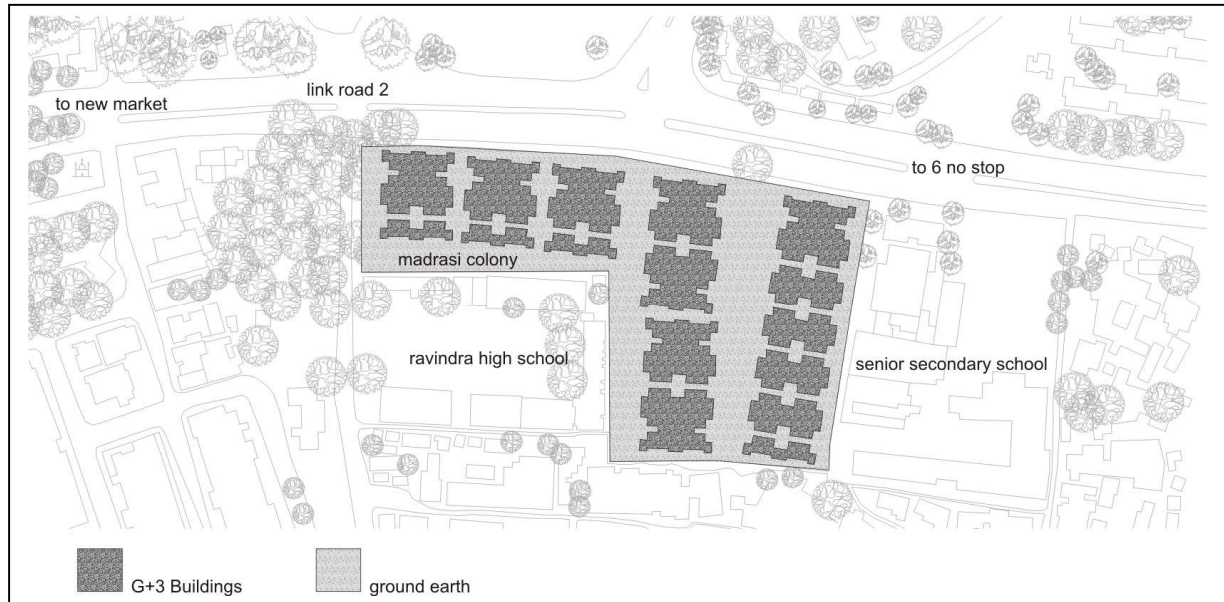 link road 2
to new market
to 6 no stop
madrasi colony
ravindra high school
senior secondary school
G+3 Buildings
ground earth